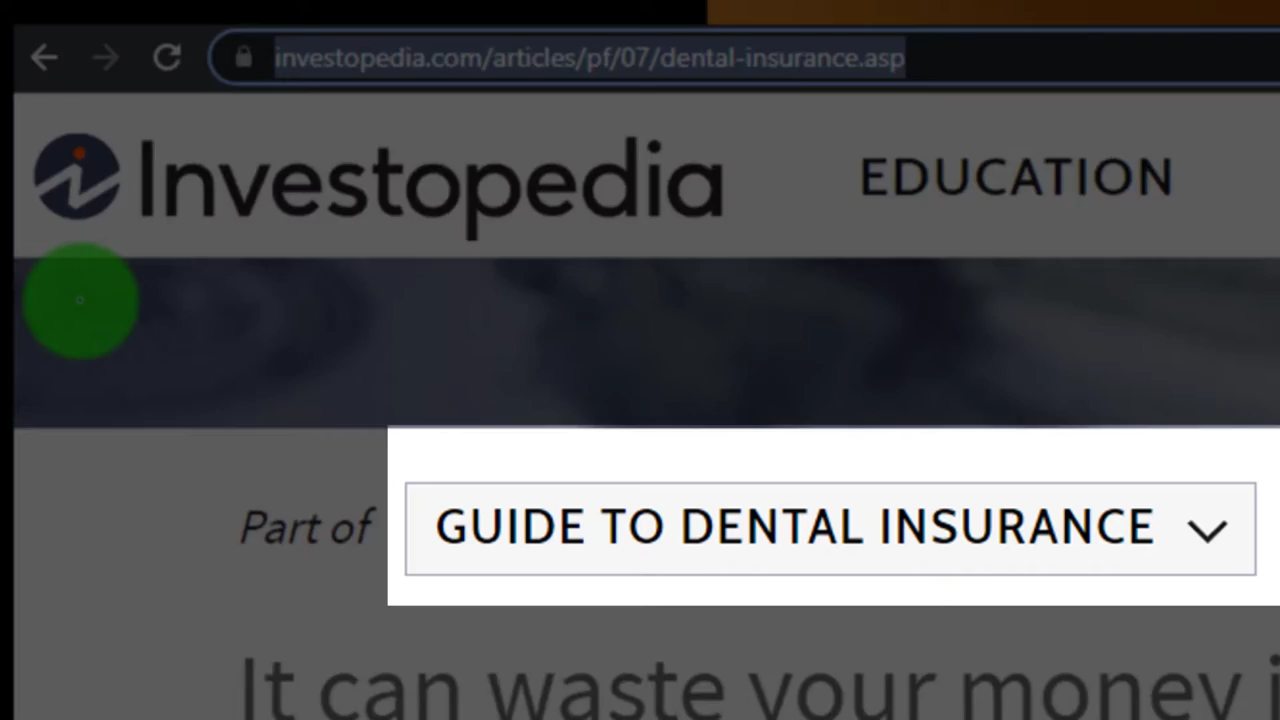 investopedia.com/articles/pf/07/dental-insurance.asp
Investopedia EDUCATION
Part of GUIDE TO DENTAL INSURANCE
It can waste your money